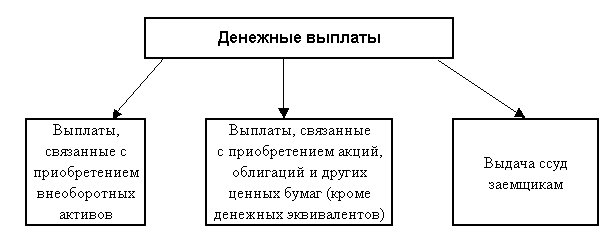 Денежные выплаты
Выплаты,
связанные с
приобретением
внеоборотных
активов
Выплаты, связанные
с приобретением акций,
облигаций и других
ценных бумаг (кроме
денежных эквивалентов)
Выдача ссуд
заемщикам